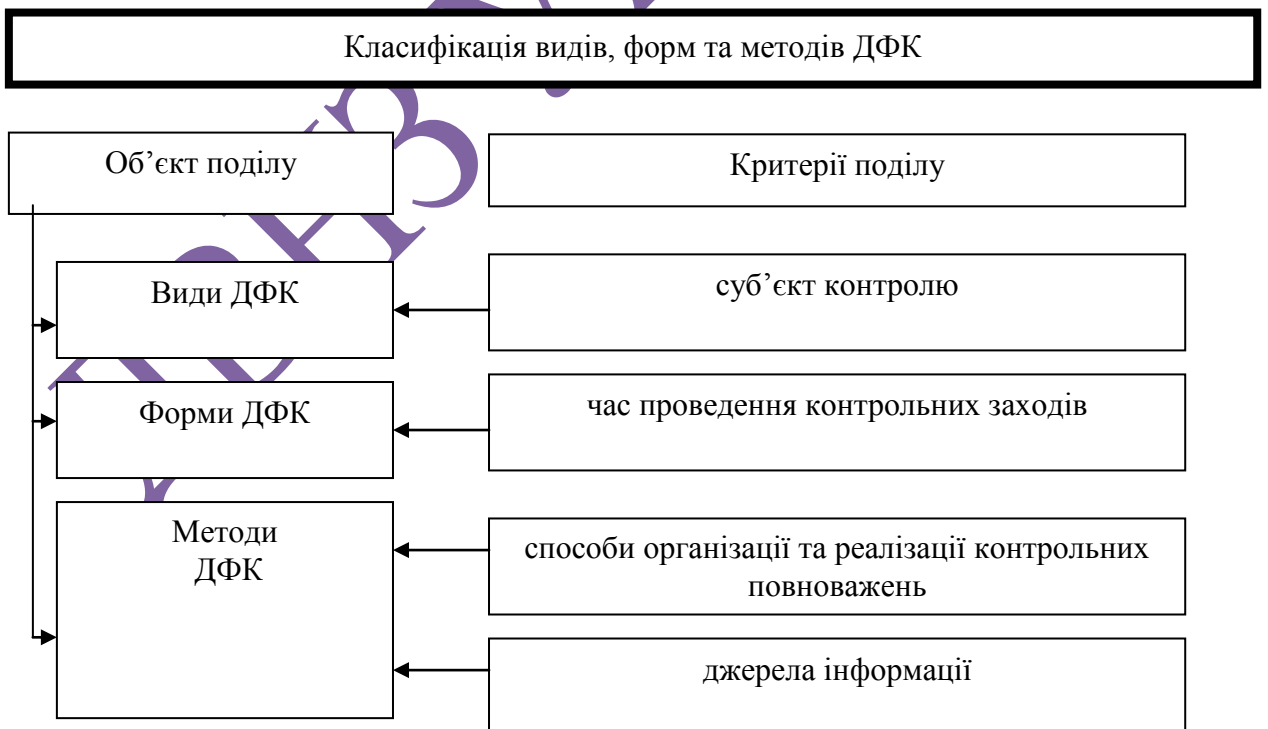 Класифікація видів, форм та методів ДФК
Об’єкт поділу
Критерії поділу
Види ДФК
суб’єкт контролю
Форми ДФК
час проведення контрольних заходів
Методи
ДФК
способи організації та реалізації контрольних
повноважень
джерела інформації